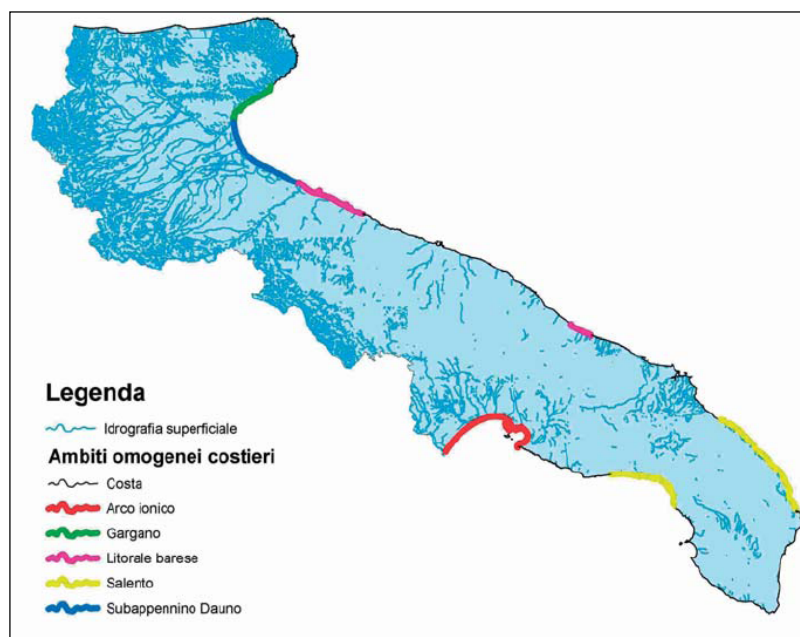 Legenda
Idrografia superficiale
Ambiti omogenei costieri
Costa
Arco ionico
Gargano
Litorale barese
Salento
Subappennino Dauno